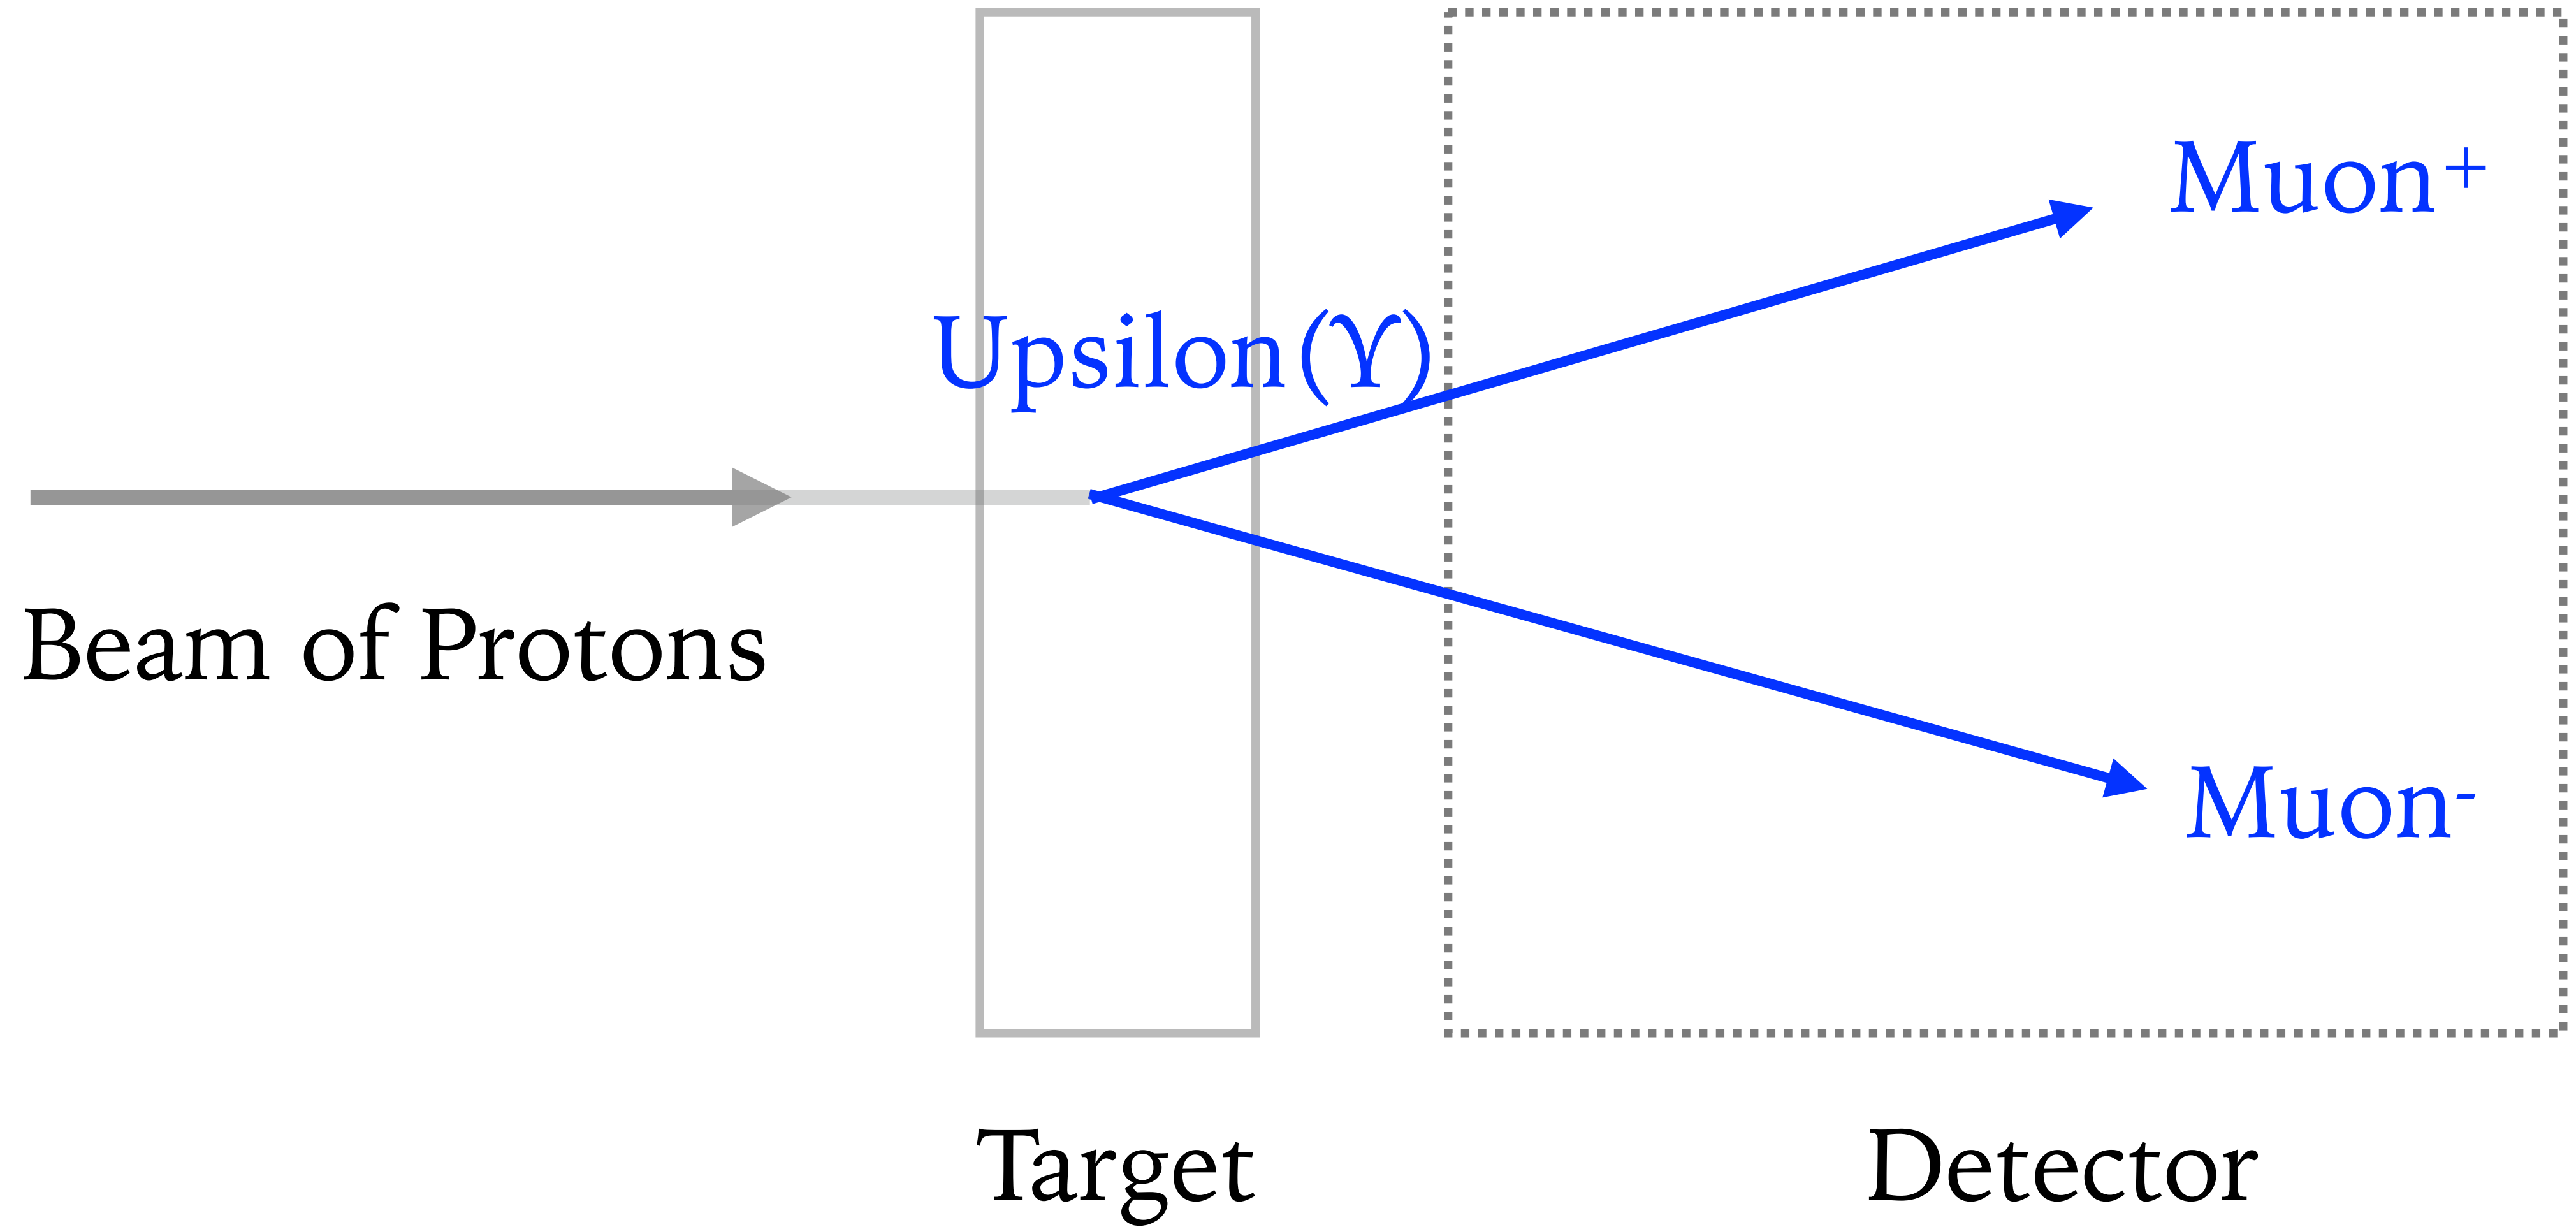 Muon⁺
Upsilon(ϒ)
Beam of Protons
Muon⁻
Target
Detector